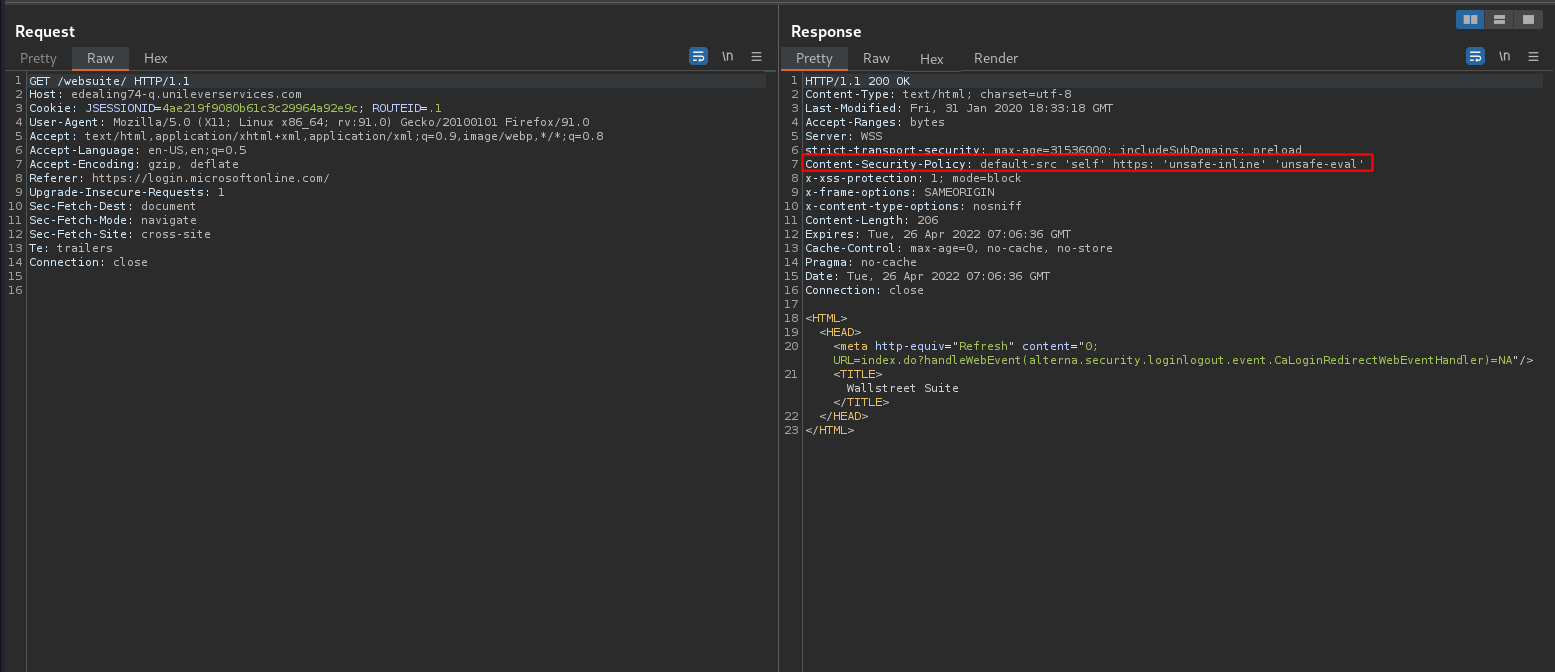 Request
Pretty Raw Hex \n
1 GET /websuite/ HTTP/1.1
2 Host: edealing74-q.unileverservices.com
3 Cookie: JSESSIONID=4ae219f9080b61c3c29964a92e9c; ROUTEID=.1
4 User-Agent: Mozilla/5.0 (X11; Linux x86_64; rv:91.0) Gecko/20100101 Firefox/91.0
5 Accept: text/html,application/xhtml+xml,application/xml;q=0.9,image/webp,*/*;q=0.8
6 Accept-Language: en-US,en;q=0.5
7 Accept-Encoding: gzip, deflate
8 Referer: https://login.microsoftonline.com/
9 Upgrade-Insecure-Requests: 1
10 Sec-Fetch-Dest: document
11 Sec-Fetch-Mode: navigate
12 Sec-Fetch-Site: cross-site
13 Te: trailers
14 Connection: close
15
16
Response
Pretty Raw Hex Render \n
1 HTTP/1.1 200 OK
2 Content-Type: text/html; charset=utf-8
3 Last-Modified: Fri, 31 Jan 2020 18:33:18 GMT
4 Accept-Ranges: bytes
5 Server: WSS
6 strict-transport-security: max-age=31536000; includeSubDomains; preload
7 Content-Security-Policy: default-src 'self' https: 'unsafe-inline' 'unsafe-eval'
8 x-xss-protection: 1; mode=block
9 x-frame-options: SAMEORIGIN
10 x-content-type-options: nosniff
11 Content-Length: 206
12 Expires: Tue, 26 Apr 2022 07:06:36 GMT
13 Cache-Control: max-age=0, no-cache, no-store
14 Pragma: no-cache
15 Date: Tue, 26 Apr 2022 07:06:36 GMT
16 Connection: close
17
18 <HTML>
19 <HEAD>
20 <meta http-equiv="Refresh" content="0;
URL=index.do?handleWebEvent(alterna.security.loginlogout.event.CaLoginRedirectWebEventHandler)=NA"/>
21 <TITLE>
Wallstreet Suite
</TITLE>
22 </HEAD>
23 </HTML>